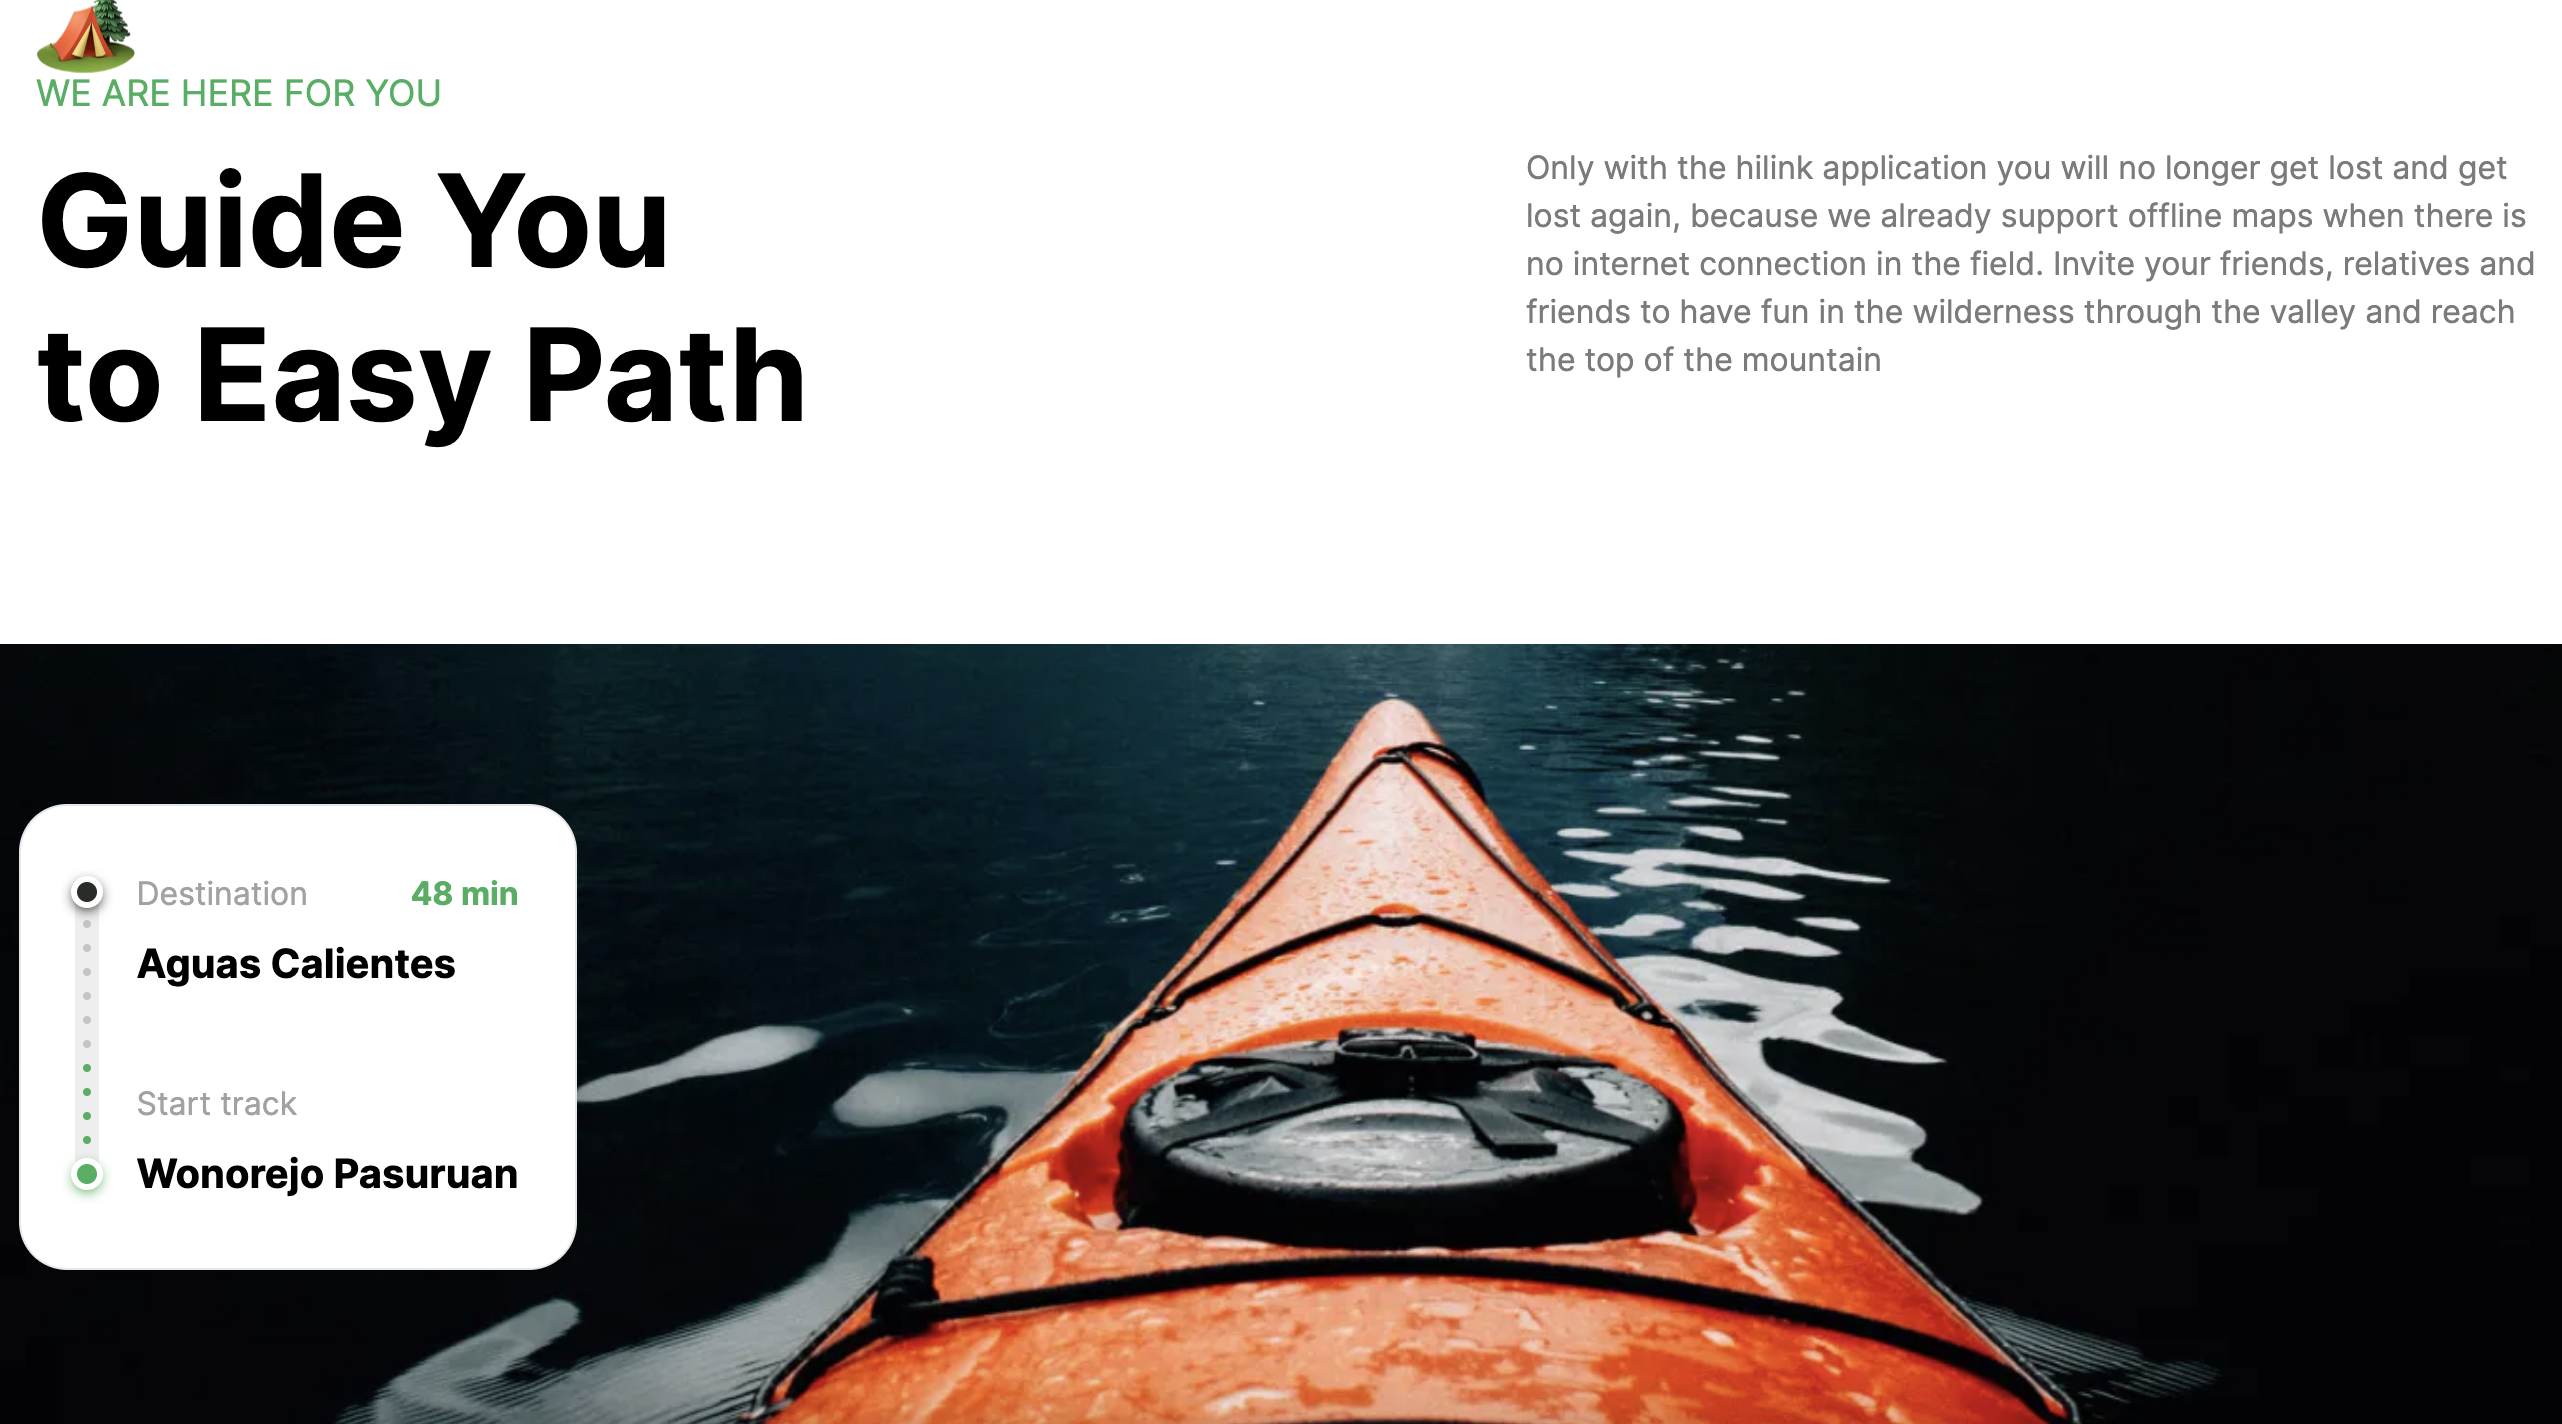 WE ARE HERE FOR YOU
Guide You
to Easy Path
Only with the hilink application you will no longer get lost and get
lost again, because we already support offline maps when there is
no internet connection in the field. Invite your friends, relatives and
friends to have fun in the wilderness through the valley and reach
the top of the mountain
Destination 48 min
Aguas Calientes
Start track
Wonorejo Pasuruan